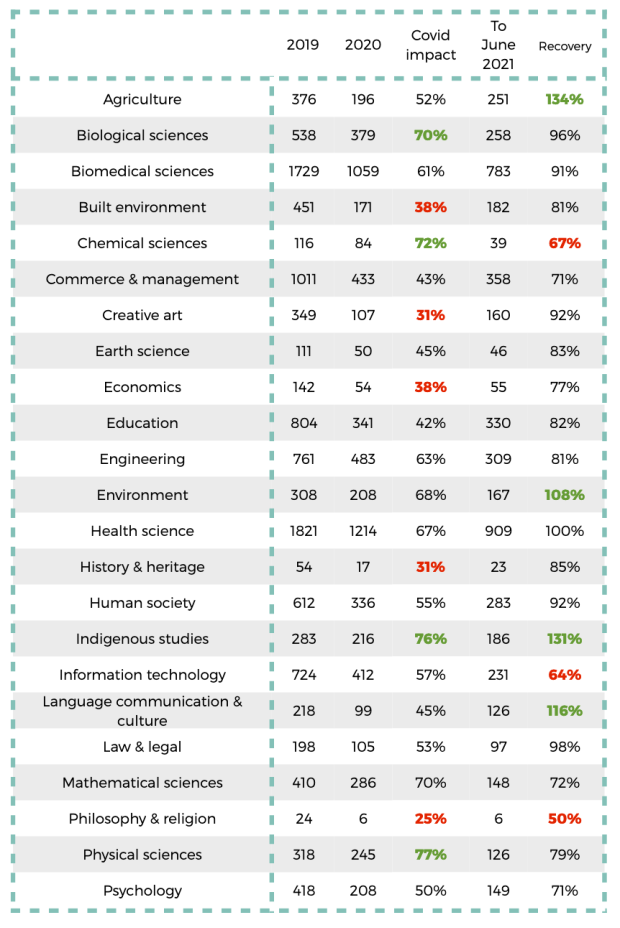 2019 2020 Covid impact To June 2021 Recovery
Agriculture 376 196 52% 251 134%
Biological sciences 538 379 70% 258 96%
Biomedical sciences 1729 1059 61% 783 91%
Built environment 451 171 38% 182 81%
Chemical sciences 116 84 72% 39 67%
Commerce & management 1011 433 43% 358 71%
Creative art 349 107 31% 160 92%
Earth science 111 50 45% 46 83%
Economics 142 54 38% 55 77%
Education 804 341 42% 330 82%
Engineering 761 483 63% 309 81%
Environment 308 208 68% 167 108%
Health science 1821 1214 67% 909 100%
History & heritage 54 17 31% 23 85%
Human society 612 336 55% 283 92%
Indigenous studies 283 216 76% 186 131%
Information technology 724 412 57% 231 64%
Language communication & culture 218 99 45% 126 116%
Law & legal 198 105 53% 97 98%
Mathematical sciences 410 286 70% 148 72%
Philosophy & religion 24 6 25% 6 50%
Physical sciences 318 245 77% 126 79%
Psychology 418 208 50% 149 71%